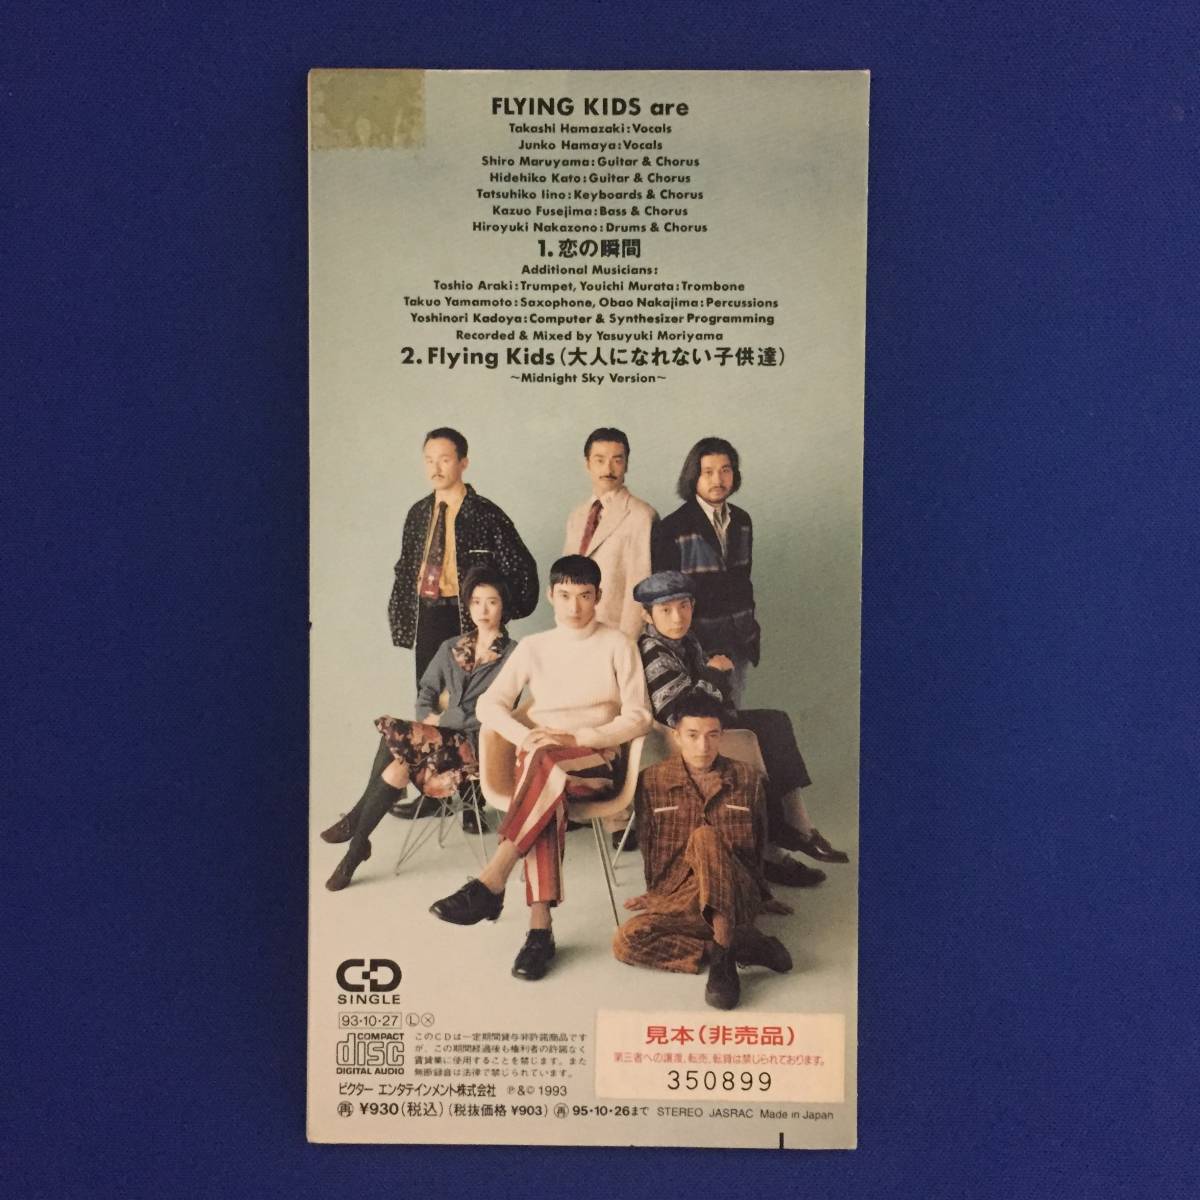 FLYING KIDS are
Takashi Hamazaki:Vocals
Junko Hamaya:Vocals
Shiro Maruyama:Guitar & Chorus
Hidehiko Kato:Guitar & Chorus
Tatsuhiko Iino:Keyboards & Chorus
Kazuo Fusejima:Bass & Chorus
Hiroyuki Nakazono:Drums & Chorus
1.恋の瞬間
Additional Musicians:
Toshio Araki:Trumpet, Youichi Murata:Trombone
Takuo Yamamoto:Saxophone, Obao Nakajima:Percussions
Yoshinori Kadoya:Computer & Synthesizer Programming
Recorded & Mixed by Yasuyuki Moriyama
2.Flying Kids(大人になれない子供達)
~Midnight Sky Version~
CD
SINGLE
93・10・27 Ⓛ ⓧ
COMPACT
disc
DIGITAL AUDIO
このCDは一定期間貸与非許諾商品です
が、この期間経過後も権利者の許諾なく
賃貸業に使用することを禁じます。また
無断録音は法律で禁じられています。
見本(非売品)
第三者への譲渡、転売、転貸は禁じられております。
350899
ビクター エンタテインメント株式会社 ℗&© 1993
再 ¥930(税込)(税抜価格 ¥903) 再 95・10・26まで STEREO JASRAC Made in Japan